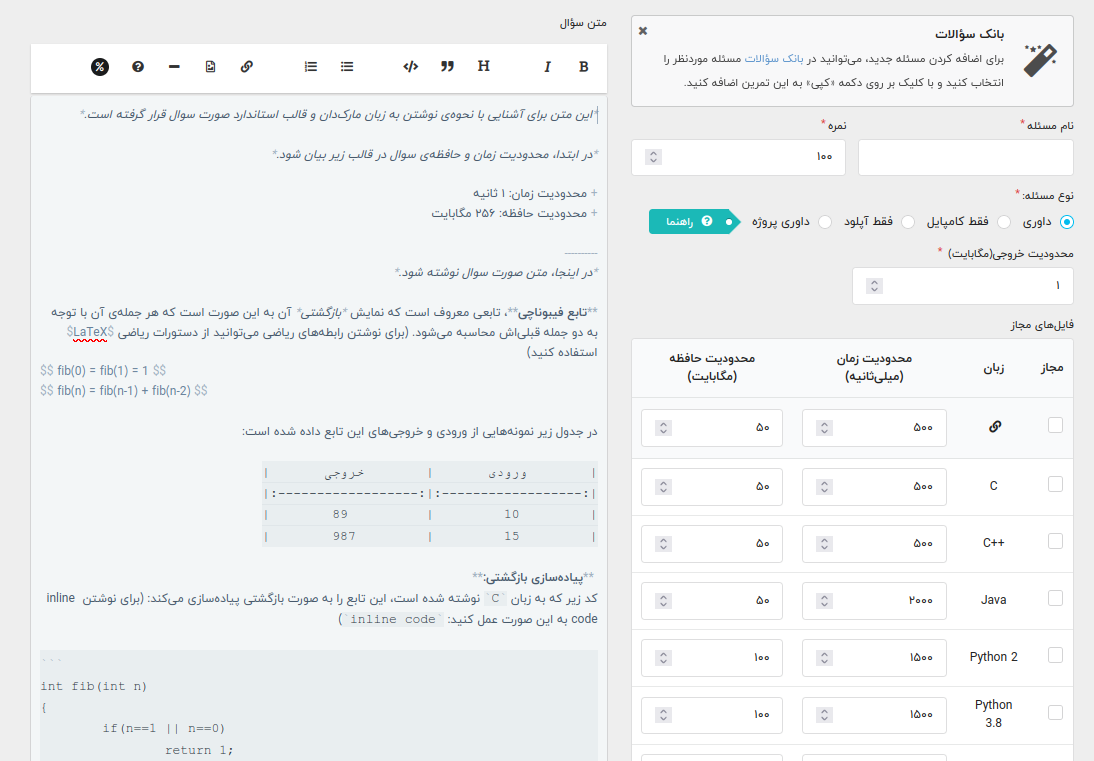 بانک سؤالات
برای اضافه کردن مسئله جدید، می‌توانید در بانک سؤالات مسئله موردنظر را
انتخاب کنید و با کلیک بر روی دکمه «کپی» به این تمرین اضافه کنید.
نام مسئله *
نمره *
۱۰۰
نوع مسئله: *
داوری
فقط کامپایل
فقط آپلود
داوری پروژه
راهنما
محدودیت خروجی(مگابایت) *
۱
فایل‌های مجاز
مجاز زبان محدودیت زمان (میلی‌ثانیه) محدودیت حافظه (مگابایت)
۵۰۰ ۵۰
C ۵۰۰ ۵۰
C++ ۵۰۰ ۵۰
Java ۲۰۰۰ ۵۰
Python 2 ۱۵۰۰ ۱۰۰
Python 3.8 ۱۵۰۰ ۱۰۰
متن سؤال
B I H
*این متن برای آشنایی با نحوه‌ی نوشتن به زبان مارک‌دان و قالب استاندارد صورت سوال قرار گرفته است.*
*در ابتدا، محدودیت زمان و حافظه‌ی سوال در قالب زیر بیان شود.*
+ محدودیت زمان: ۱ ثانیه
+ محدودیت حافظه: ۲۵۶ مگابایت
----------
*در اینجا، متن صورت سوال نوشته شود.*
**تابع فیبوناچی**، تابعی معروف است که نمایش *بازگشتی* آن به این صورت است که هر جمله‌ی آن با توجه
به دو جمله قبلی‌اش محاسبه می‌شود. (برای نوشتن رابطه‌های ریاضی می‌توانید از دستورات ریاضی $LaTeX$
استفاده کنید)
$$ fib(0) = fib(1) = 1 $$
$$ fib(n) = fib(n-1) + fib(n-2) $$
در جدول زیر نمونه‌هایی از ورودی و خروجی‌های این تابع داده شده است:
| ورودی | خروجی |
|:------------------:|:------------------:|
| 10 | 89 |
| 15 | 987 |
**پیاده‌سازی بازگشتی:**
کد زیر که به زبان `C` نوشته شده است، این تابع را به صورت بازگشتی پیاده‌سازی می‌کند: (برای نوشتن inline
code به این صورت عمل کنید: `inline code`)
```
int fib(int n)
{
if(n==1 || n==0)
return 1;